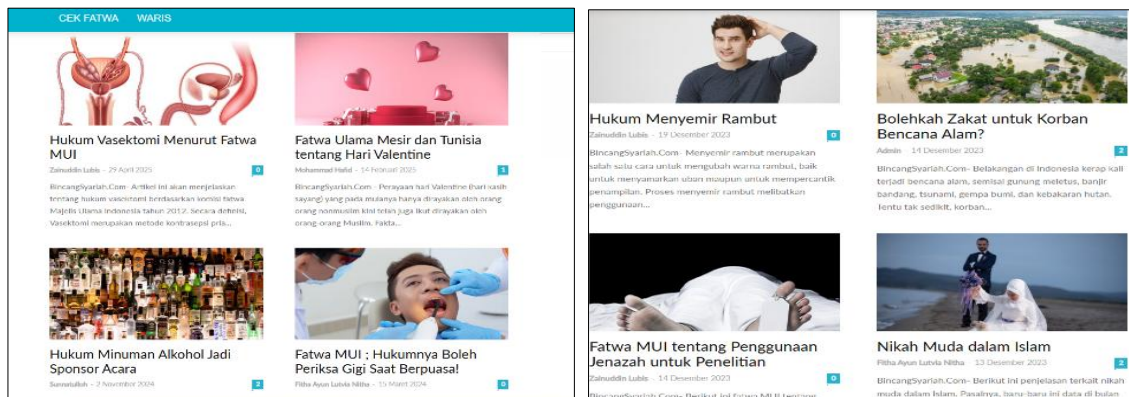 CEK FATWA WARIS
Hukum Vasektomi Menurut Fatwa
MUI
Zainuddin Lubis - 29 April 2025 0
BincangSyariah.Com- Artikel ini akan menjelaskan
tentang hukum vasektomi berdasarkan komisi fatwa
Majelis Ulama Indonesia tahun 2012. Secara definisi,
Vasektomi merupakan metode kontrasepsi pria...
Fatwa Ulama Mesir dan Tunisia
tentang Hari Valentine
Mohammad Hafid - 14 Februari 2025 1
BincangSyariah.Com- Perayaan hari Valentine (hari kasih
sayang) yang pada mulanya hanya dirayakan oleh orang
orang nonmuslim kini telah juga ikut dirayakan oleh
orang-orang Muslim. Fakta...
Hukum Minuman Alkohol Jadi
Sponsor Acara
Sunnatullah - 2 November 2024 2
Fatwa MUI ; Hukumnya Boleh
Periksa Gigi Saat Berpuasa!
Fitha Ayun Lutvia Nitha - 15 Maret 2024 0
Hukum Menyemir Rambut
Zainuddin Lubis - 19 Desember 2023 0
BincangSyariah.Com- Menyemir rambut merupakan
salah satu cara untuk mengubah warna rambut, baik
untuk menyamarkan uban maupun untuk mempercantik
penampilan. Proses menyemir rambut melibatkan
penggunaan...
Bolehkah Zakat untuk Korban
Bencana Alam?
Admin - 14 Desember 2023 2
BincangSyariah.Com- Belakangan di Indonesia kerap kali
terjadi bencana alam, semisal gunung meletus, banjir
bandang, tsunami, gempa bumi, dan kebakaran hutan.
Tentu tak sedikit, korban...
Fatwa MUI tentang Penggunaan
Jenazah untuk Penelitian
Zainuddin Lubis - 14 Desember 2023 0
BincangSyariah.Com- Berikut ini fatwa MUI tentang
Nikah Muda dalam Islam
Fitha Ayun Lutvia Nitha - 13 Desember 2023 2
BincangSyariah.Com- Berikut ini penjelasan terkait nikah
muda dalam Islam. Pasalnya, baru-baru ini data di bulan